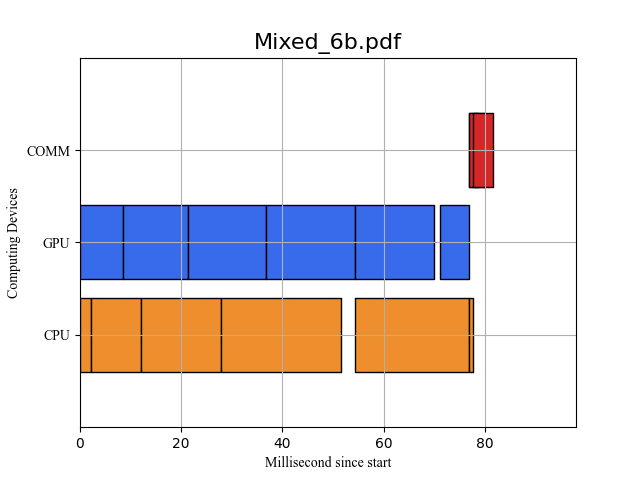 Mixed_6b.pdf
Computing Devices
COMM
GPU
CPU
0 20 40 60 80
Millisecond since start